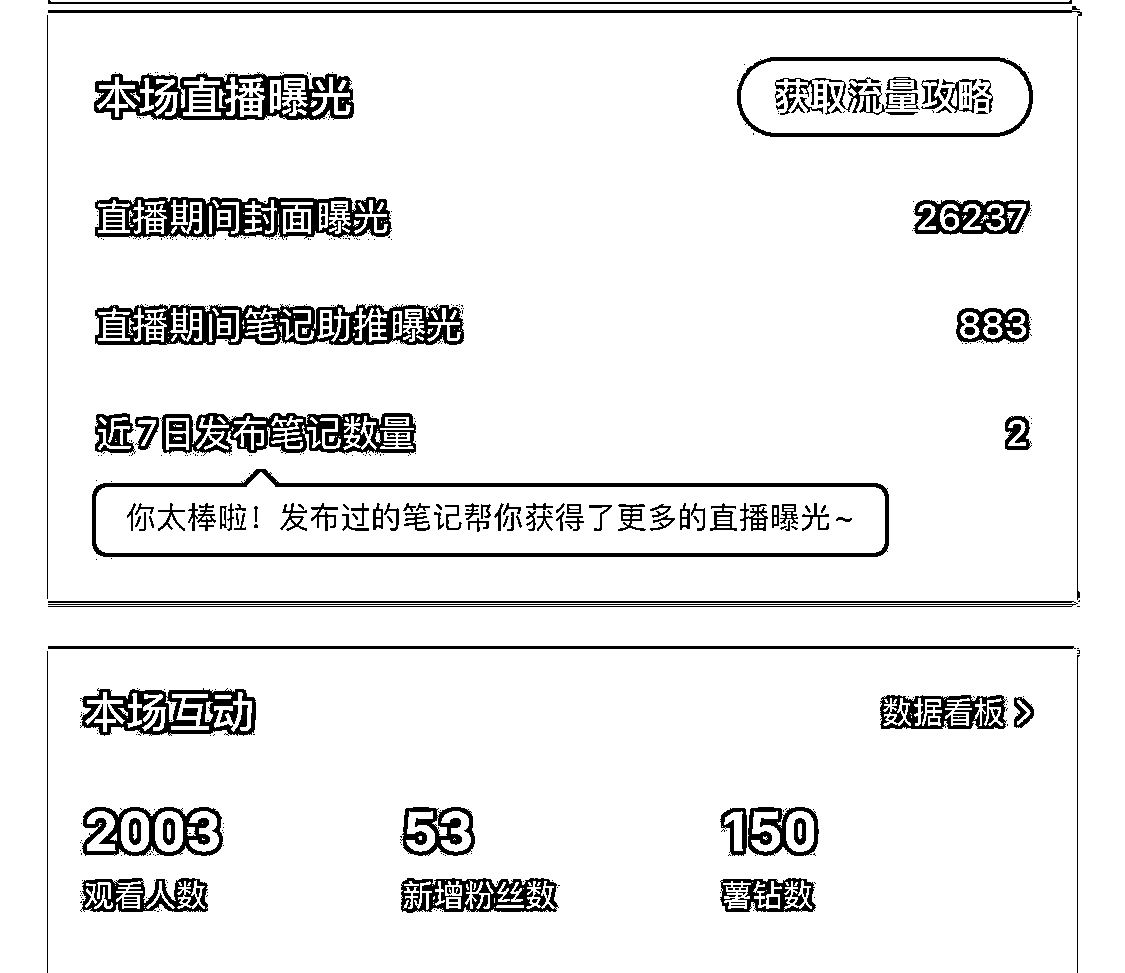 本场直播曝光 获取流量攻略
直播期间封面曝光 26237
直播期间笔记助推曝光 883
近7日发布笔记数量 2
你太棒啦！发布过的笔记帮你获得了更多的直播曝光~
本场互动 数据看板 >
2003 53 150
观看人数 新增粉丝数 薯钻数